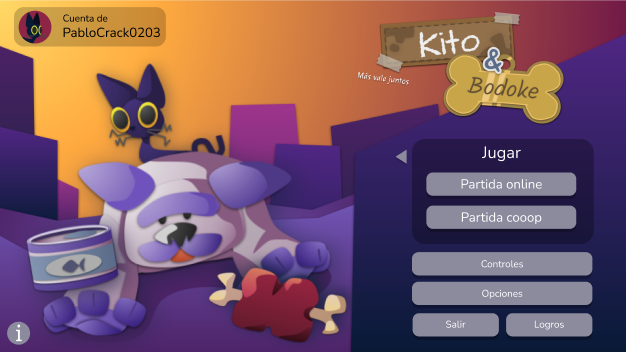 Cuenta de
PabloCrack0203
Kito
&
Bodoke
Más vale juntos
Jugar
Partida online
Partida cooop
Controles
Opciones
Salir
Logros
i